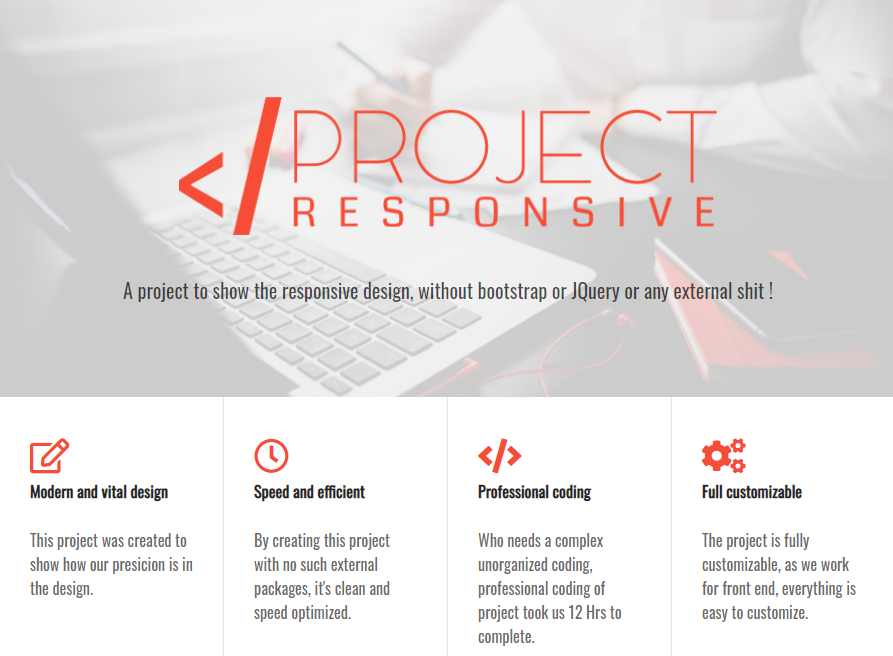 PROJECT
RESPONSIVE
A project to show the responsive design, without bootstrap or JQuery or any external shit !
Modern and vital design
This project was created to
show how our presicion is in
the design.
Speed and efficient
By creating this project
with no such external
packages, it's clean and
speed optimized.
Professional coding
Who needs a complex
unorganized coding,
professional coding of
project took us 12 Hrs to
complete.
Full customizable
The project is fully
customizable, as we work
for front end, everything is
easy to customize.